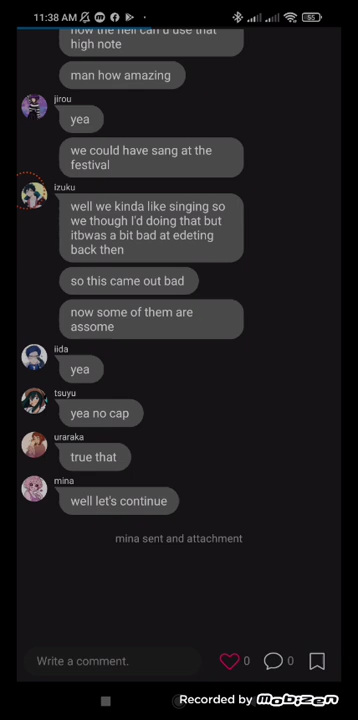 11:38 AM
55
how the hell can u use that
high note
man how amazing
jirou
yea
we could have sang at the
festival
izuku
well we kinda like singing so
we though I'd doing that but
itbwas a bit bad at edeting
back then
so this came out bad
now some of them are
assome
iida
yea
tsuyu
yea no cap
uraraka
true that
mina
well let's continue
mina sent and attachment
Write a comment.
0
0
Recorded by Mobizen